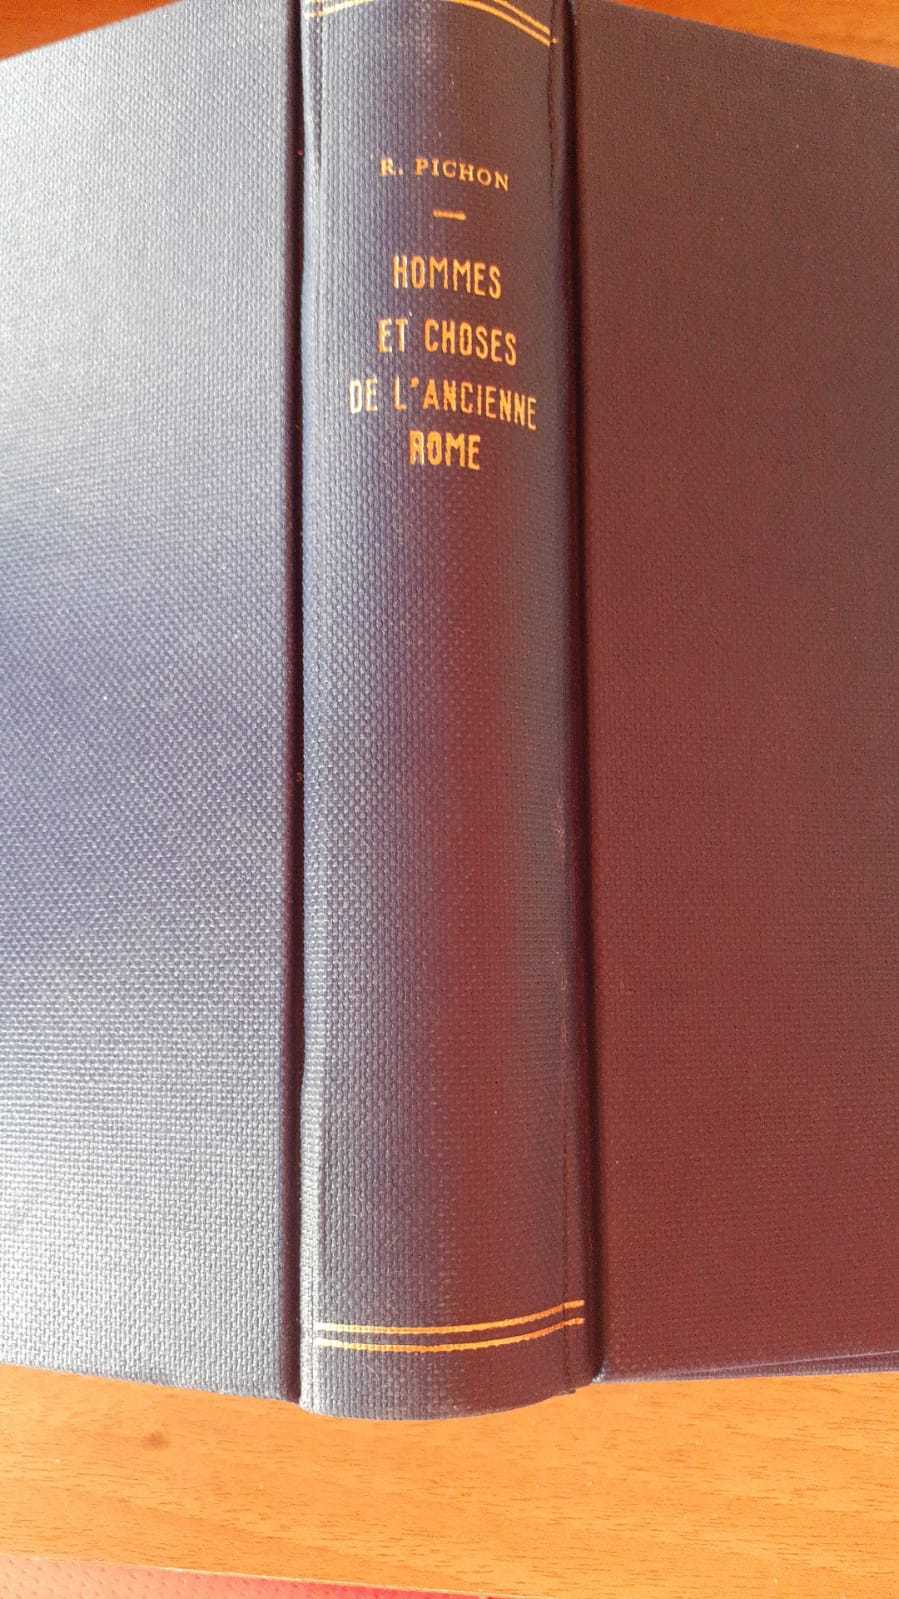 R. PICHON
HOMMES
ET CHOSES
DE L'ANCIENNE
ROME